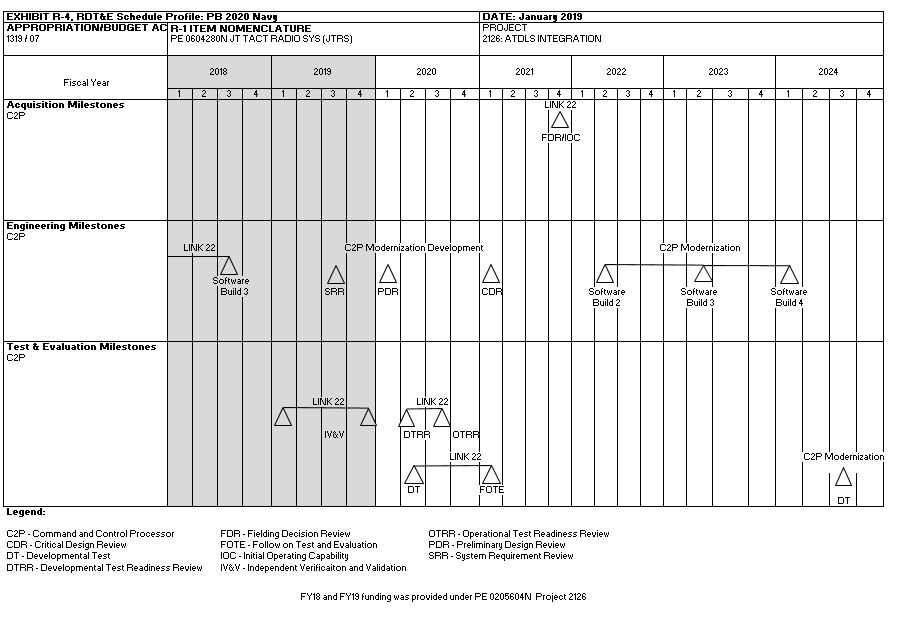 EXHIBIT R-4, RDT&E Schedule Profile: PB 2020 Navy DATE: January 2019
APPROPRIATION/BUDGET AC R-1 ITEM NOMENCLATURE PROJECT
1319 / 07 PE 0604280N JT TACT RADIO SYS (JTRS) 2126: ATDLS INTEGRATION
Fiscal Year 2018 2019 2020 2021 2022 2023 2024
1 2 3 4 1 2 3 4 1 2 3 4 1 2 3 4 1 2 3 4 1 2 3 4 1 2 3 4
Acquisition Milestones
C2P
LINK 22
FDR/IOC
Engineering Milestones
C2P
LINK 22 C2P Modernization Development C2P Modernization
Software
Build 3
SRR PDR CDR
Software
Build 2
Software
Build 3
Software
Build 4
Test & Evaluation Milestones
C2P
LINK 22 LINK 22
IV&V DTRR OTRR
LINK 22 C2P Modernization
DT FOTE
DT
Legend:
C2P - Command and Control Processor FDR - Fielding Decision Review OTRR - Operational Test Readiness Review
CDR - Critical Design Review FOTE - Follow on Test and Evaluation PDR - Preliminary Design Review
DT - Developmental Test IOC - Initial Operating Capability SRR - System Requirement Review
DTRR - Developmental Test Readiness Review IV&V - Independent Verificaiton and Validation
FY18 and FY19 funding was provided under PE 0205604N Project 2126